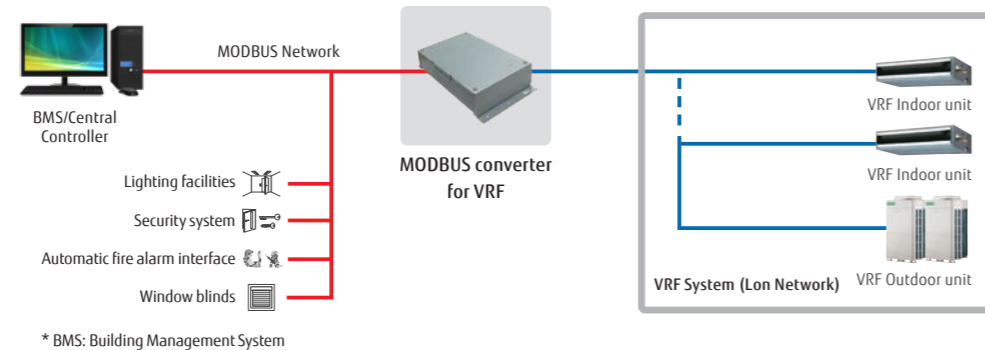 MODBUS Network
BMS/Central
Controller
MODBUS converter
for VRF
Lighting facilities
Security system
Automatic fire alarm interface
Window blinds
VRF Indoor unit
VRF Indoor unit
VRF Outdoor unit
VRF System (Lon Network)
* BMS: Building Management System